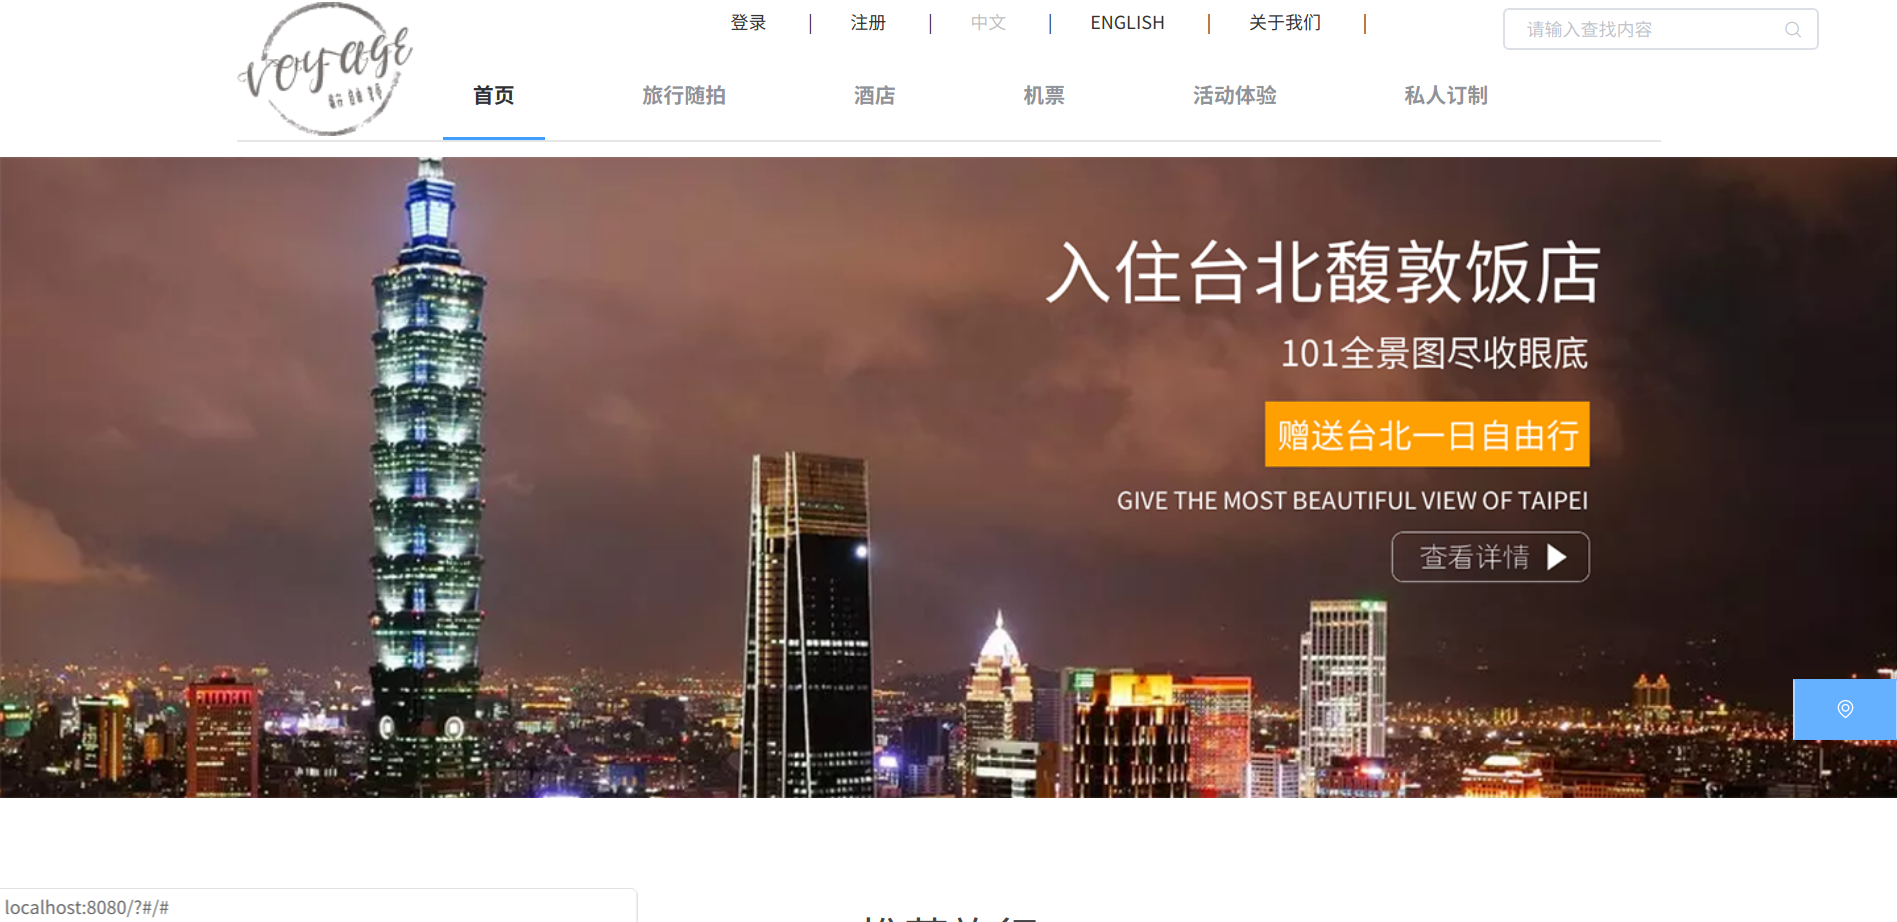 voyage
登录 | 注册 | 中文 | ENGLISH | 关于我们 |
请输入查找内容
首页 旅行随拍 酒店 机票 活动体验 私人订制
入住台北馥敦饭店
101全景图尽收眼底
赠送台北一日自由行
GIVE THE MOST BEAUTIFUL VIEW OF TAIPEI
查看详情
localhost:8080/?#/#